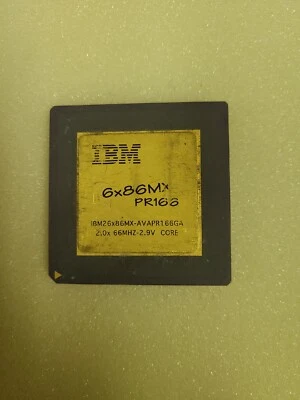 IBM
6x86MX
PR166
IBM26x86MX-AVAPR166GA
2.0x 66MHZ-2.9V CORE